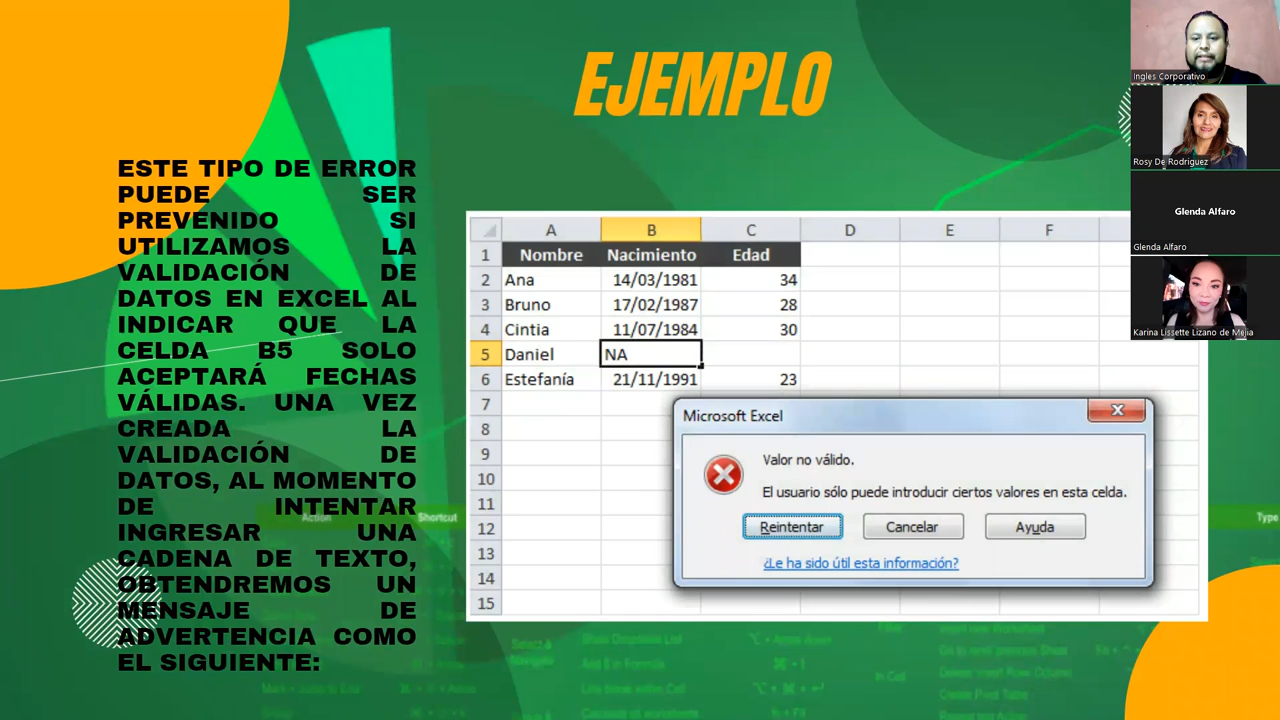 EJEMPLO
ESTE TIPO DE ERROR
PUEDE SER
PREVENIDO SI
UTILIZAMOS LA
VALIDACIÓN DE
DATOS EN EXCEL AL
INDICAR QUE LA
CELDA B5 SOLO
ACEPTARÁ FECHAS
VÁLIDAS. UNA VEZ
CREADA LA
VALIDACIÓN DE
DATOS, AL MOMENTO
DE INTENTAR
INGRESAR UNA
CADENA DE TEXTO,
OBTENDREMOS UN
MENSAJE DE
ADVERTENCIA COMO
EL SIGUIENTE:
A B C D E F
1 Nombre Nacimiento Edad
2 Ana 14/03/1981 34
3 Bruno 17/02/1987 28
4 Cintia 11/07/1984 30
5 Daniel NA
6 Estefanía 21/11/1991 23
7
8
9
10
11
12
13
14
15
Microsoft Excel
Valor no válido.
El usuario sólo puede introducir ciertos valores en esta celda.
Reintentar Cancelar Ayuda
¿Le ha sido útil esta información?
Ingles Corporativo
Rosy De Rodriguez
Glenda Alfaro
Glenda Alfaro
Karina Lissette Lizano de Mejia
Action Shortcut Type